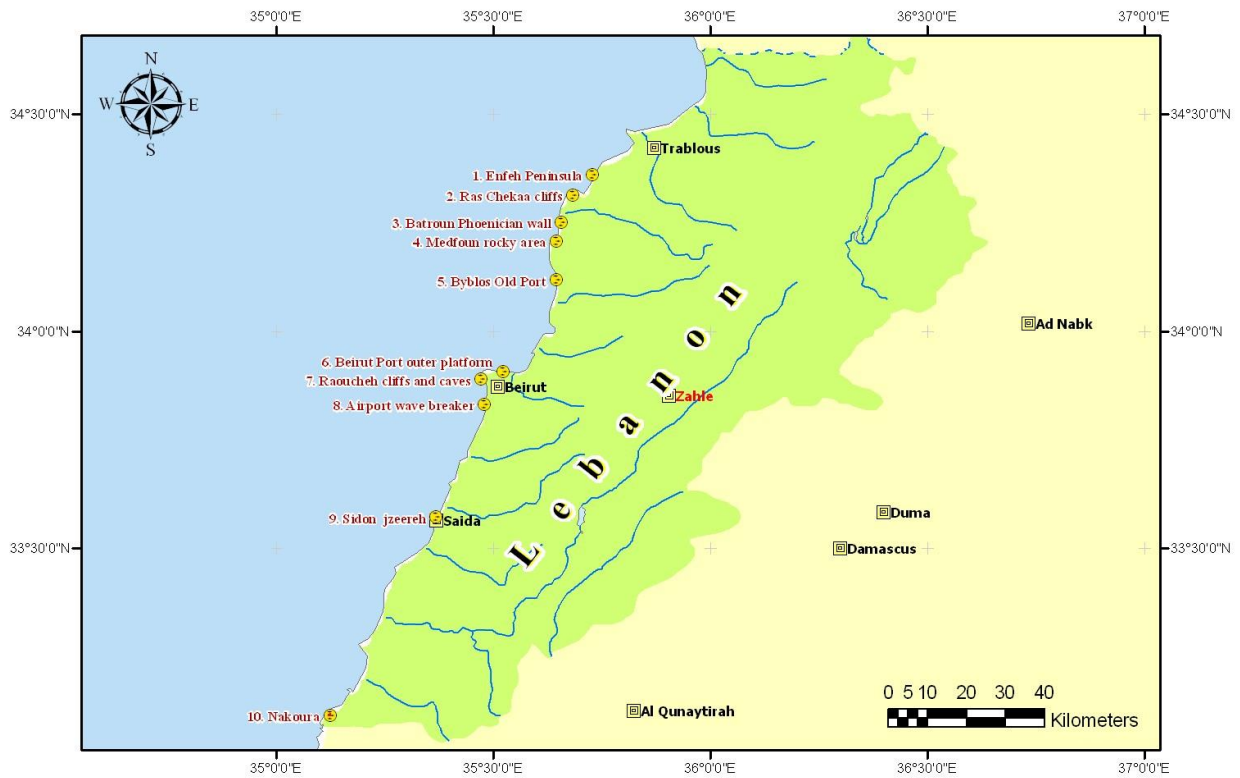 35°0'0"E 35°30'0"E 36°0'0"E 36°30'0"E 37°0'0"E
N
W E
S
34°30'0"N 34°30'0"N
Trablous
1. Enfeh Peninsula
2. Ras Chekaa cliffs
3. Batroun Phoenician wall
4. Medfoun rocky area
5. Byblos Old Port
34°0'0"N 34°0'0"N
Ad Nabk
6. Beirut Port outer platform
7. Raoucheh cliffs and caves
Beirut
8. Airport wave breaker
Zahle
Lebanon
9. Sidon jzeereh
Saida
Duma
33°30'0"N 33°30'0"N
Damascus
10. Nakoura
Al Qunaytirah
0 5 10 20 30 40
Kilometers
35°0'0"E 35°30'0"E 36°0'0"E 36°30'0"E 37°0'0"E